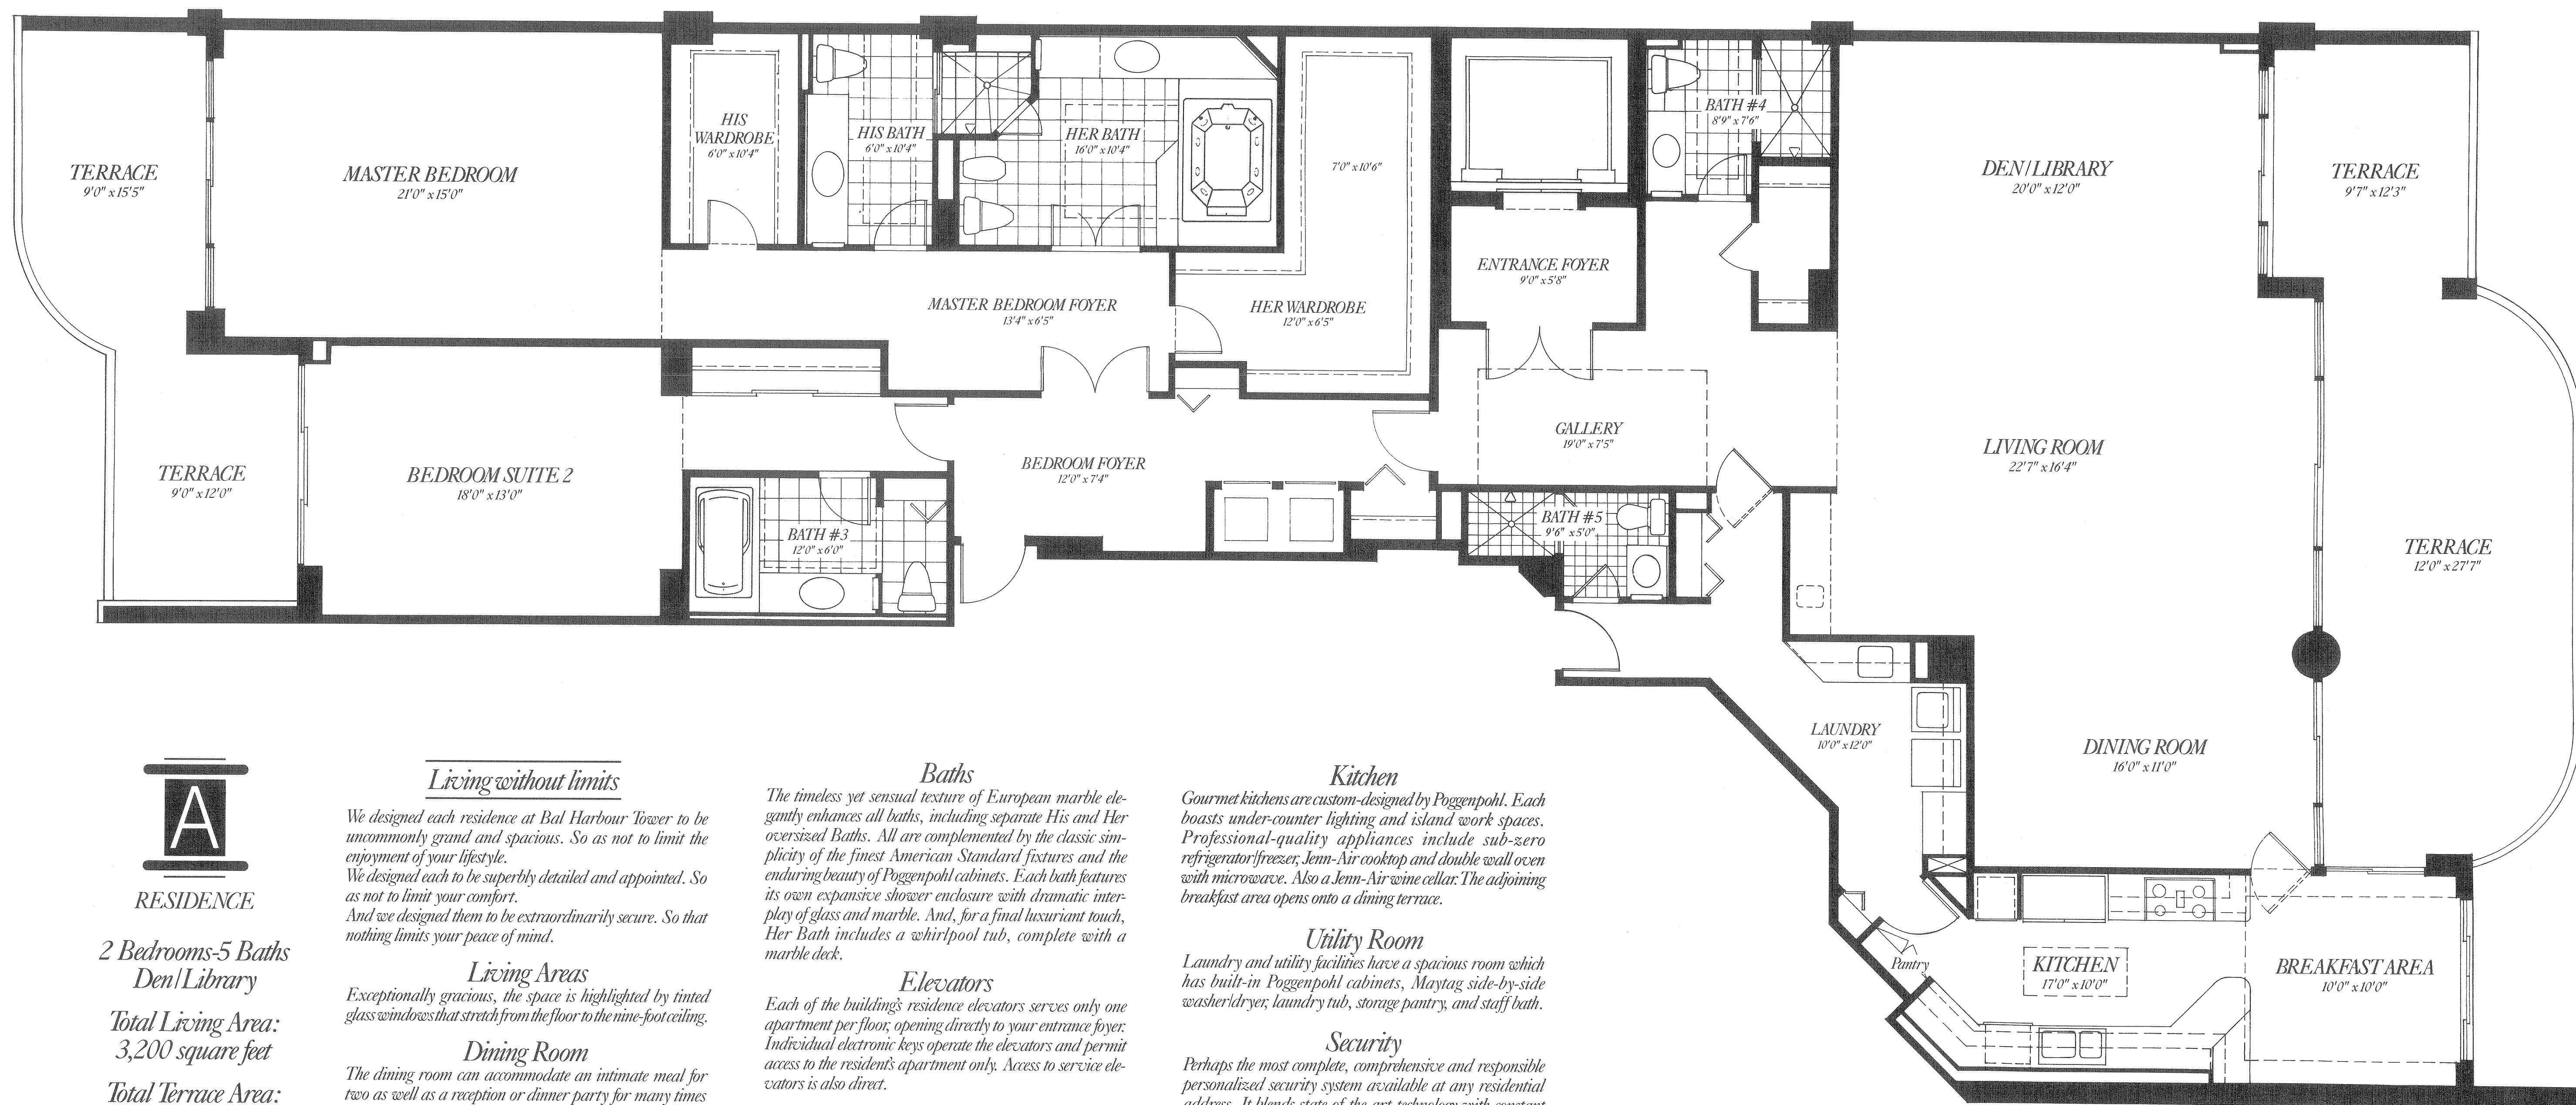 TERRACE
9'0" x 15'5"
MASTER BEDROOM
21'0" x 15'0"
HIS
WARDROBE
6'0" x 10'4"
HIS BATH
6'0" x 10'4"
HER BATH
16'0" x 10'4"
7'0" x 10'6"
BATH #4
8'9" x 7'6"
DEN/LIBRARY
20'0" x 12'0"
TERRACE
9'7" x 12'3"
ENTRANCE FOYER
9'0" x 5'8"
MASTER BEDROOM FOYER
13'4" x 6'5"
HER WARDROBE
12'0" x 6'5"
GALLERY
19'0" x 7'5"
LIVING ROOM
22'7" x 16'4"
TERRACE
9'0" x 12'0"
BEDROOM SUITE 2
18'0" x 13'0"
BEDROOM FOYER
12'0" x 7'4"
BATH #3
12'0" x 6'0"
BATH #5
9'6" x 5'0"
TERRACE
12'0" x 27'7"
LAUNDRY
10'0" x 12'0"
DINING ROOM
16'0" x 11'0"
Pantry
KITCHEN
17'0" x 10'0"
BREAKFAST AREA
10'0" x 10'0"
A
RESIDENCE
2 Bedrooms-5 Baths
Den/Library
Total Living Area:
3,200 square feet
Total Terrace Area:
Living without limits
We designed each residence at Bal Harbour Tower to be
uncommonly grand and spacious. So as not to limit the
enjoyment of your lifestyle.
We designed each to be superbly detailed and appointed. So
as not to limit your comfort.
And we designed them to be extraordinarily secure. So that
nothing limits your peace of mind.
Living Areas
Exceptionally gracious, the space is highlighted by tinted
glass windows that stretch from the floor to the nine-foot ceiling.
Dining Room
The dining room can accommodate an intimate meal for
two as well as a reception or dinner party for many times
Baths
The timeless yet sensual texture of European marble ele-
gantly enhances all baths, including separate His and Her
oversized Baths. All are complemented by the classic sim-
plicity of the finest American Standard fixtures and the
enduring beauty of Poggenpohl cabinets. Each bath features
its own expansive shower enclosure with dramatic inter-
play of glass and marble. And, for a final luxuriant touch,
Her Bath includes a whirlpool tub, complete with a
marble deck.
Elevators
Each of the building's residence elevators serves only one
apartment per floor, opening directly to your entrance foyer.
Individual electronic keys operate the elevators and permit
access to the resident's apartment only. Access to service ele-
vators is also direct.
Kitchen
Gourmet kitchens are custom-designed by Poggenpohl. Each
boasts under-counter lighting and island work spaces.
Professional-quality appliances include sub-zero
refrigerator/freezer, Jenn-Air cooktop and double wall oven
with microwave. Also a Jenn-Air wine cellar. The adjoining
breakfast area opens onto a dining terrace.
Utility Room
Laundry and utility facilities have a spacious room which
has built-in Poggenpohl cabinets, Maytag side-by-side
washer/dryer, laundry tub, storage pantry, and staff bath.
Security
Perhaps the most complete, comprehensive and responsible
personalized security system available at any residential
address. It blends state of the art technology with constant